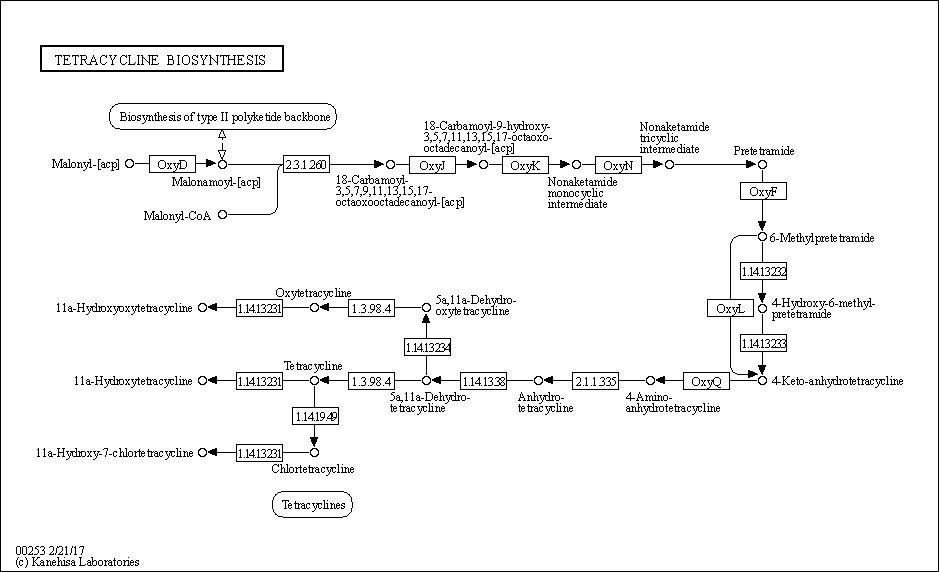 TETRACYCLINE BIOSYNTHESIS
Biosynthesis of type II polyketide backbone
Malonyl-[acp]
OxyD
Malonamoyl-[acp]
2.3.1.260
Malonyl-CoA
18-Carbamoyl-
3,5,7,9,11,13,15,17-
octaoxooctadecanoyl-[acp]
OxyJ
18-Carbamoyl-9-hydroxy-
3,5,7,11,13,15,17-octaoxo-
octadecanoyl-[acp]
OxyK
Nonaketamide
monocyclic
intermediate
OxyN
Nonaketamide
tricyclic
intermediate
Pretetramide
OxyF
6-Methylpretetramide
1.14.13.232
OxyL
4-Hydroxy-6-methyl-
pretetramide
1.14.13.233
4-Keto-anhydrotetracycline
OxyQ
4-Amino-
anhydrotetracycline
2.1.1.335
Anhydro-
tetracycline
1.14.13.38
5a,11a-Dehydro-
tetracycline
1.14.13.234
5a,11a-Dehydro-
oxytetracycline
1.3.98.4
Oxytetracycline
1.14.13.231
11a-Hydroxyoxytetracycline
1.3.98.4
Tetracycline
1.14.13.231
11a-Hydroxytetracycline
1.14.19.49
Chlortetracycline
1.14.13.231
11a-Hydroxy-7-chlortetracycline
Tetracyclines
00253 2/21/17
(c) Kanehisa Laboratories